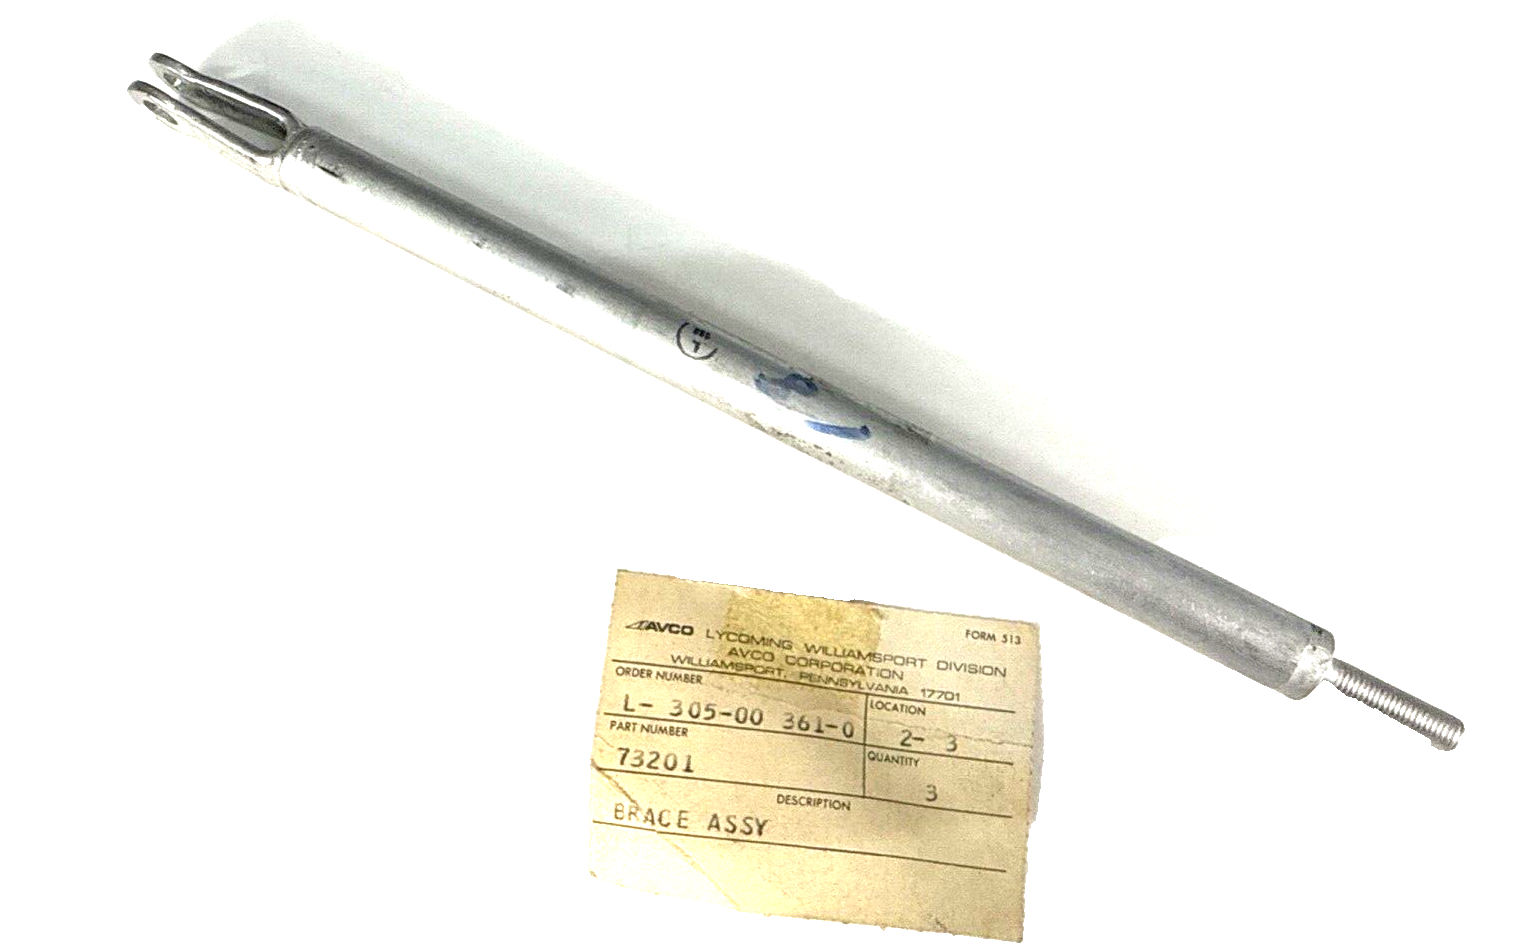 AVCO LYCOMING WILLIAMSPORT DIVISION
FORM 513
AVCO CORPORATION
WILLIAMSPORT, PENNSYLVANIA 17701
ORDER NUMBER
L- 305-00 361-0
LOCATION
2- 3
PART NUMBER
73201
QUANTITY
3
DESCRIPTION
BRACE ASSY